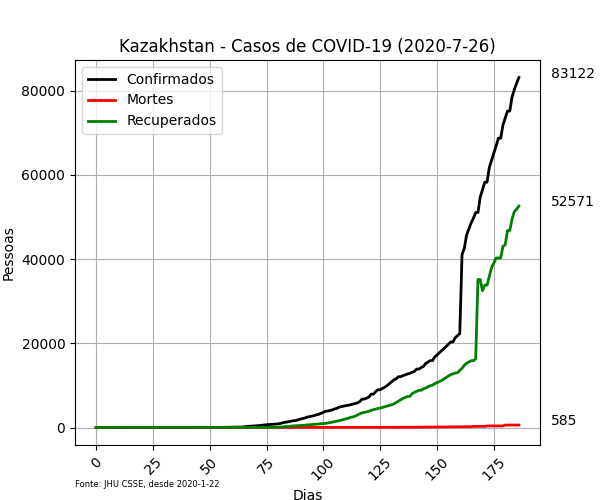 Kazakhstan - Casos de COVID-19 (2020-7-26)
Confirmados
Mortes
Recuperados
83122
52571
585
Pessoas
80000
60000
40000
20000
0
0
25
50
75
100
125
150
175
Fonte: JHU CSSE, desde 2020-1-22
Dias